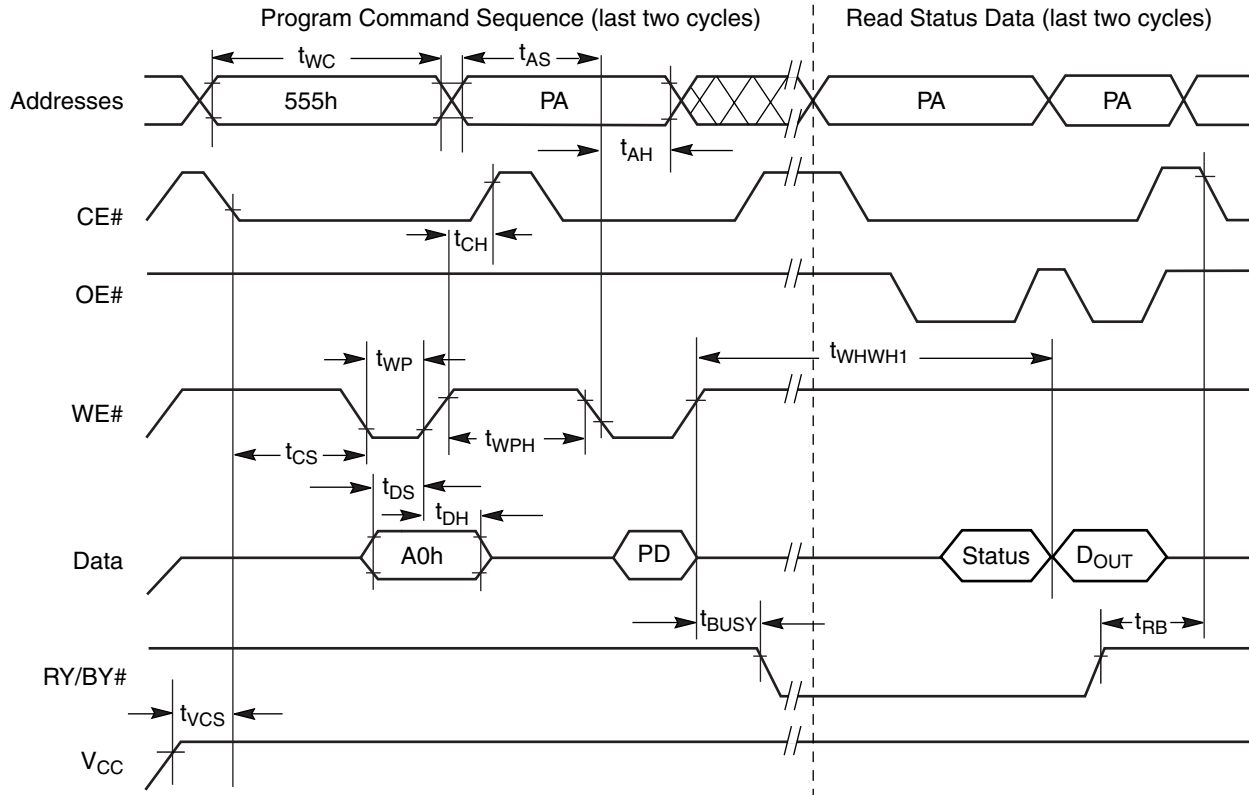 Program Command Sequence (last two cycles)
Read Status Data (last two cycles)
tWC
tAS
Addresses
555h
PA
PA
PA
tAH
CE#
tCH
OE#
tWHWH1
tWP
WE#
tWPH
tCS
tDS
tDH
Data
A0h
PD
Status
DOUT
tBUSY
tRB
RY/BY#
tVCS
VCC